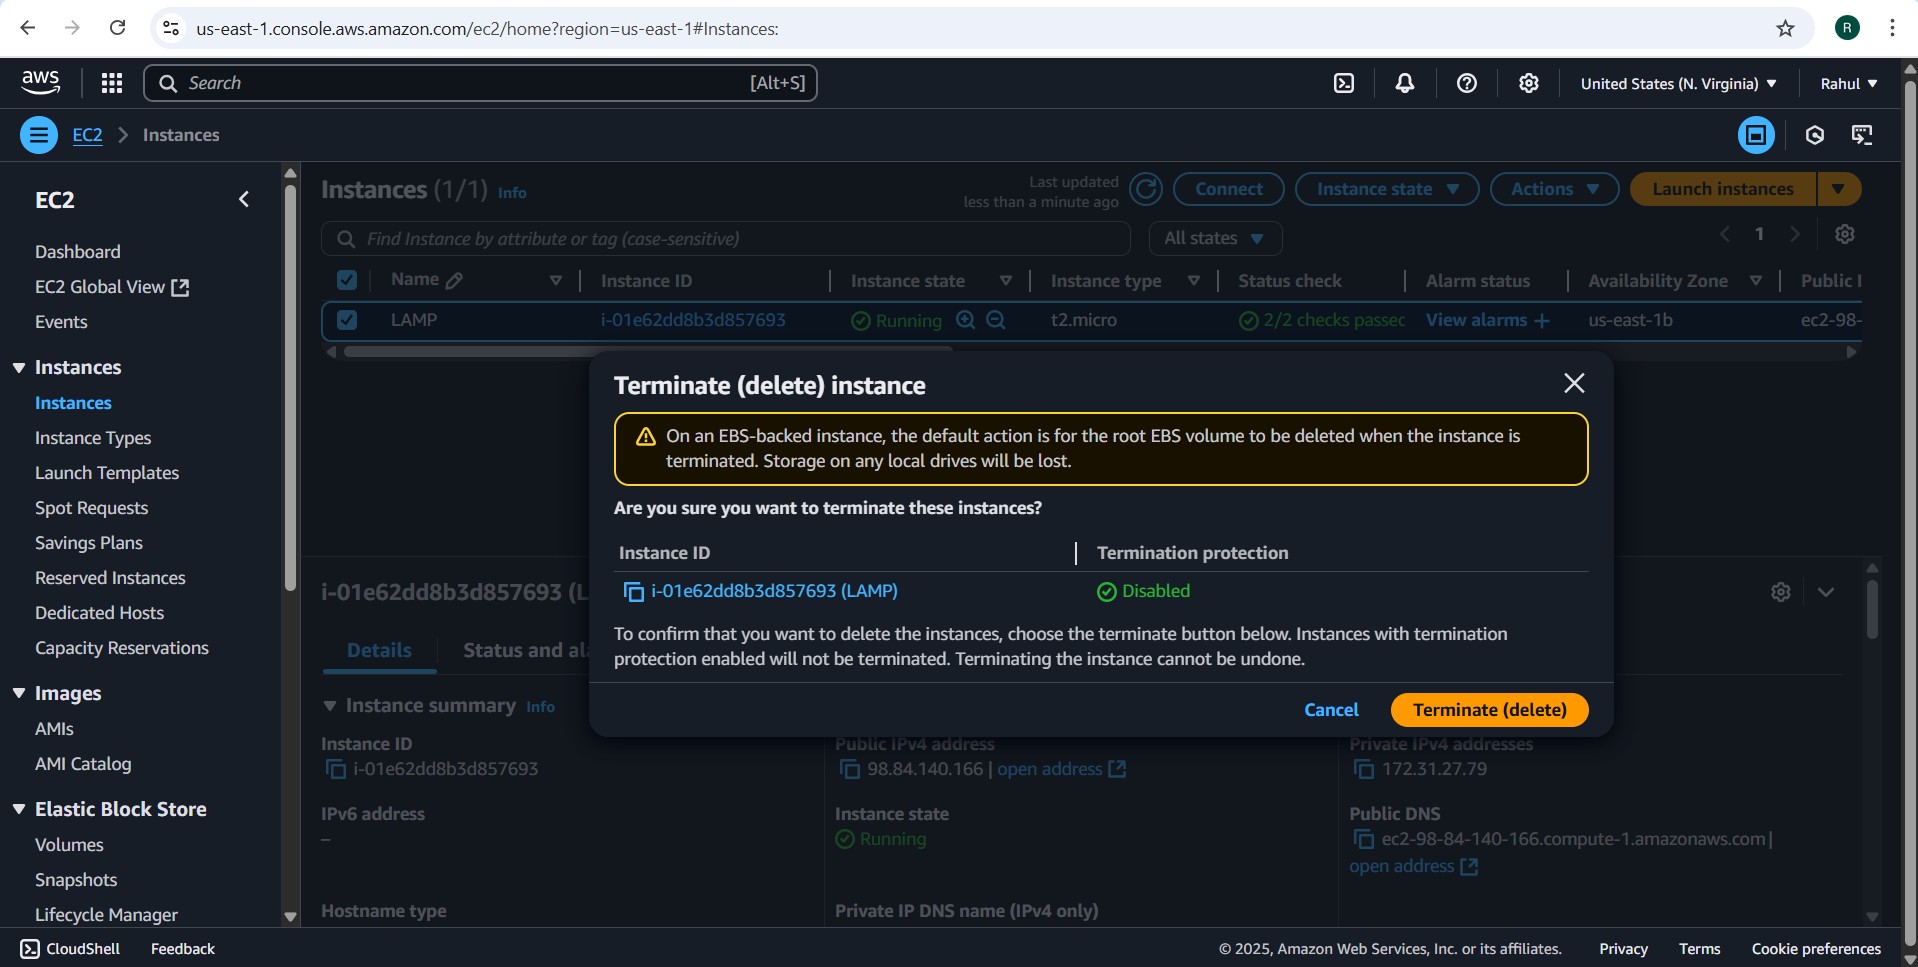 us-east-1.console.aws.amazon.com/ec2/home?region=us-east-1#Instances:
R
aws
Search
[Alt+S]
United States (N. Virginia)
Rahul
EC2
Instances
EC2
Dashboard
EC2 Global View
Events
Instances
Instances
Instance Types
Launch Templates
Spot Requests
Savings Plans
Reserved Instances
Dedicated Hosts
Capacity Reservations
Images
AMIs
AMI Catalog
Elastic Block Store
Volumes
Snapshots
Lifecycle Manager
Instances (1/1) Info
Last updated
less than a minute ago
Connect
Instance state
Actions
Launch instances
Find Instance by attribute or tag (case-sensitive)
All states
1
Name
Instance ID
Instance state
Instance type
Status check
Alarm status
Availability Zone
Public I
LAMP
i-01e62dd8b3d857693
Running
t2.micro
2/2 checks passec
View alarms +
us-east-1b
ec2-98-
Terminate (delete) instance
On an EBS-backed instance, the default action is for the root EBS volume to be deleted when the instance is
terminated. Storage on any local drives will be lost.
Are you sure you want to terminate these instances?
Instance ID
Termination protection
i-01e62dd8b3d857693 (LAMP)
Disabled
To confirm that you want to delete the instances, choose the terminate button below. Instances with termination
protection enabled will not be terminated. Terminating the instance cannot be undone.
Cancel
Terminate (delete)
i-01e62dd8b3d857693 (L
Details
Status and al
Instance summary Info
Instance ID
i-01e62dd8b3d857693
Public IPv4 address
98.84.140.166 | open address
Private IPv4 addresses
172.31.27.79
IPv6 address
–
Instance state
Running
Public DNS
ec2-98-84-140-166.compute-1.amazonaws.com |
open address
Hostname type
Private IP DNS name (IPv4 only)
CloudShell
Feedback
© 2025, Amazon Web Services, Inc. or its affiliates.
Privacy
Terms
Cookie preferences